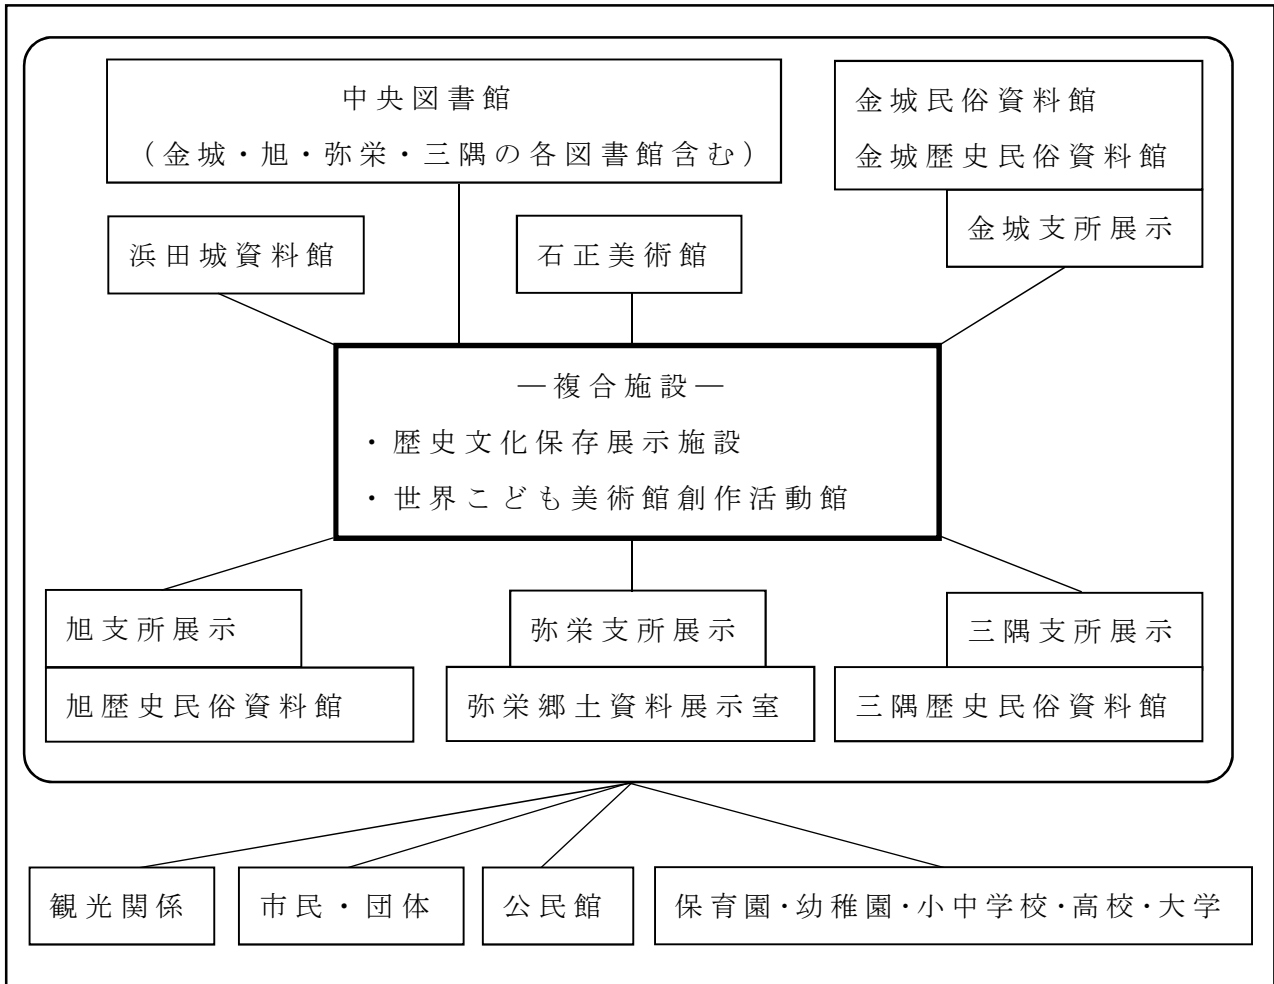 中央図書館
（金城・旭・弥栄・三隅の各図書館含む）
金城民俗資料館
金城歴史民俗資料館
金城支所展示
浜田城資料館
石正美術館
―複合施設―
・歴史文化保存展示施設
・世界こども美術館創作活動館
旭支所展示
旭歴史民俗資料館
弥栄支所展示
弥栄郷土資料展示室
三隅支所展示
三隅歴史民俗資料館
観光関係
市民・団体
公民館
保育園・幼稚園・小中学校・高校・大学